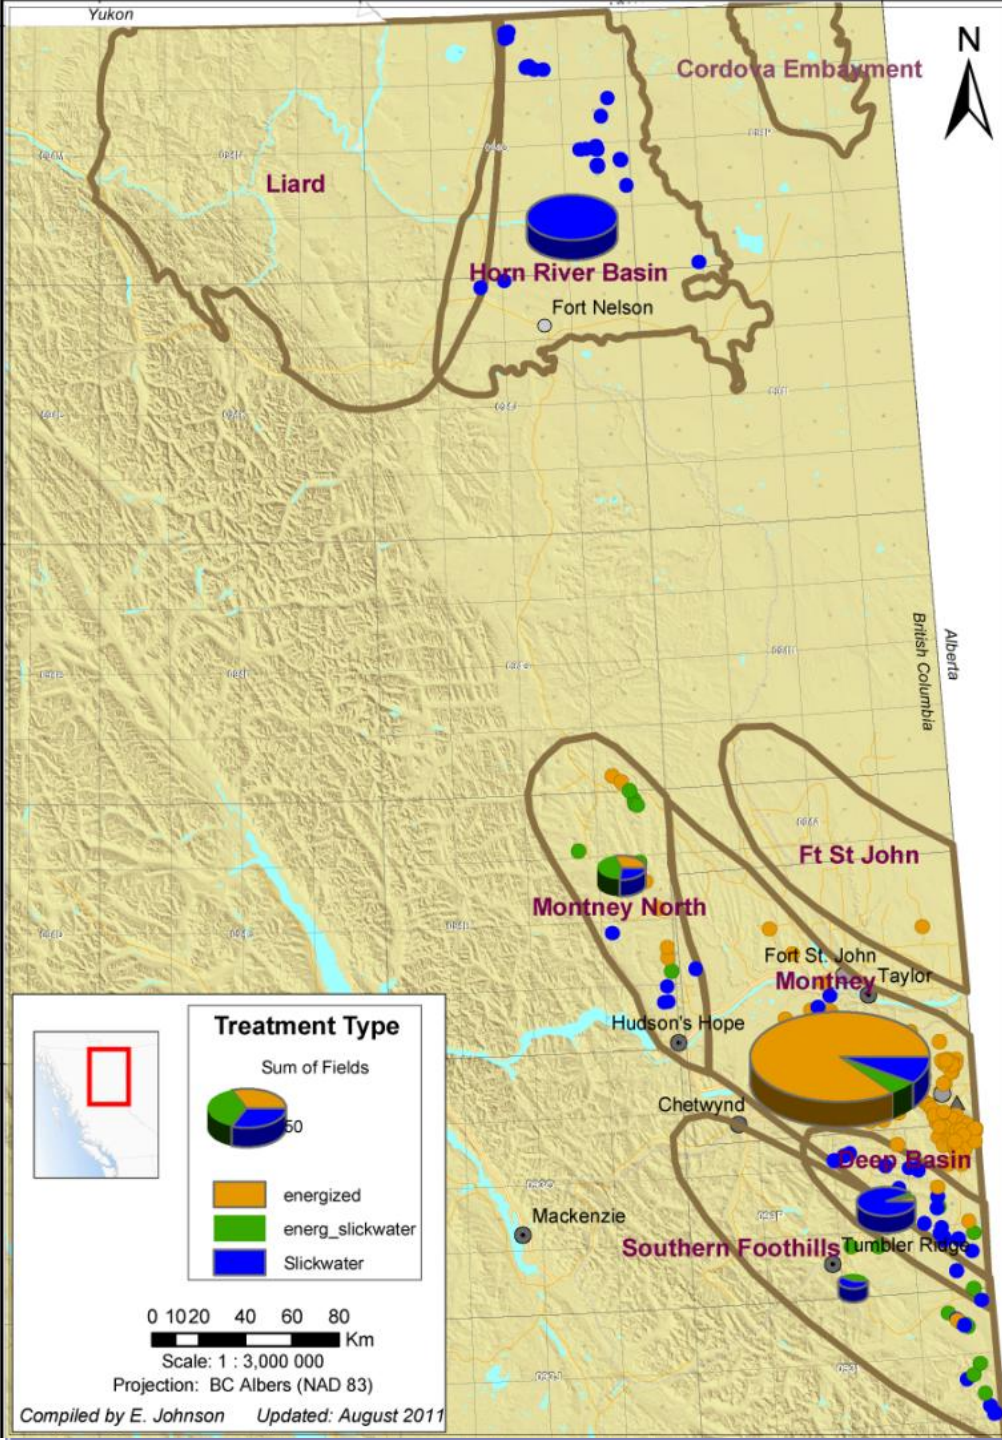 Yukon
N
Cordova Embayment
Liard
Horn River Basin
Fort Nelson
Alberta
British Columbia
Ft St John
Montney North
Fort St. John
Montney
Taylor
Hudson's Hope
Chetwynd
Deep Basin
Mackenzie
Southern Foothills
Tumbler Ridge
Treatment Type
Sum of Fields
50
energized
energ_slickwater
Slickwater
0 10 20 40 60 80
Km
Scale: 1 : 3,000 000
Projection: BC Albers (NAD 83)
Compiled by E. Johnson Updated: August 2011